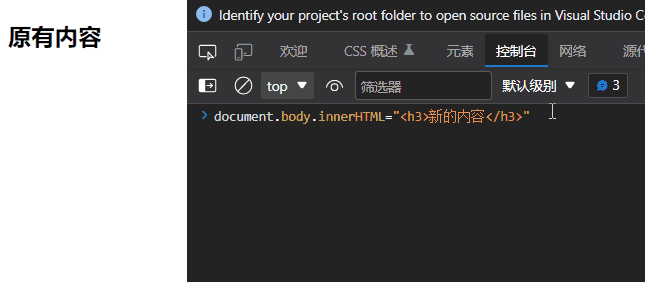 原有内容
Identify your project's root folder to open source files in Visual Studio Co
欢迎 CSS 概述 元素 控制台 网络 源代
top 筛选器 默认级别 3
document.body.innerHTML="<h3>新的内容</h3>"